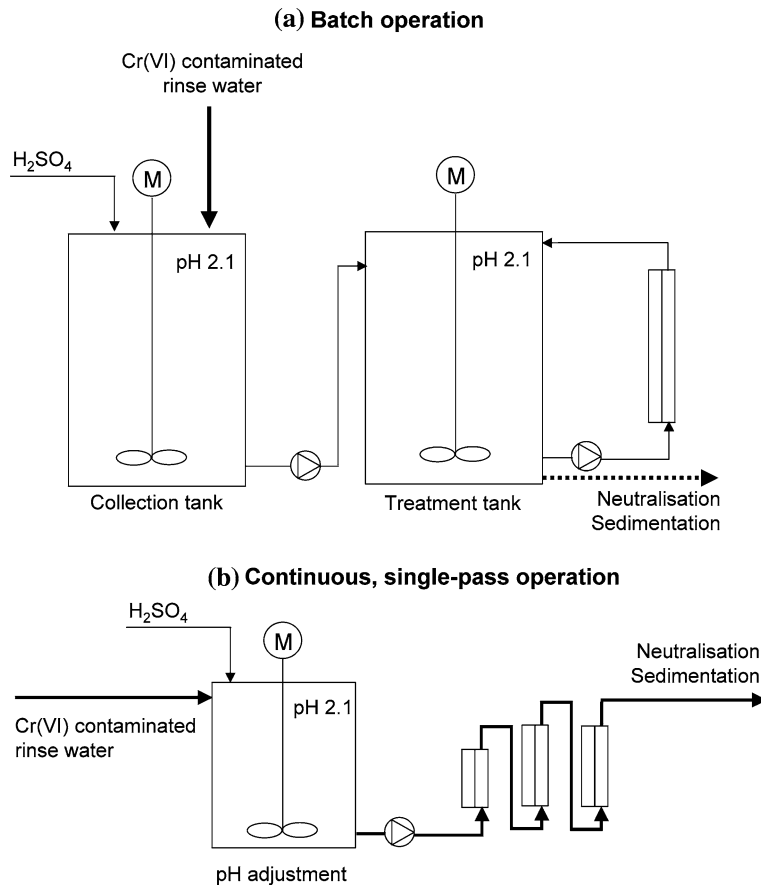 (a) Batch operation
Cr(VI) contaminated
rinse water
H₂SO₄
M
M
pH 2.1
pH 2.1
Collection tank
Treatment tank
Neutralisation
Sedimentation
(b) Continuous, single-pass operation
H₂SO₄
M
Neutralisation
Sedimentation
pH 2.1
Cr(VI) contaminated
rinse water
pH adjustment